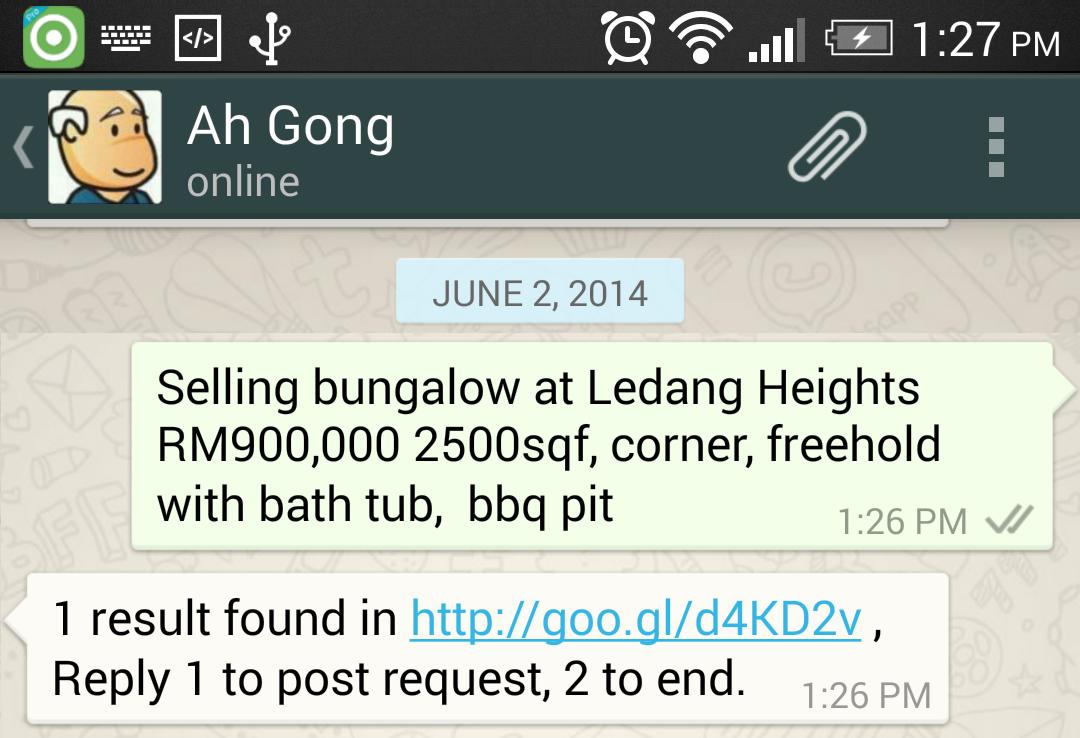 1:27 PM
Ah Gong
online
JUNE 2, 2014
Selling bungalow at Ledang Heights
RM900,000 2500sqf, corner, freehold
with bath tub,  bbq pit
1:26 PM
1 result found in http://goo.gl/d4KD2v ,
Reply 1 to post request, 2 to end.
1:26 PM